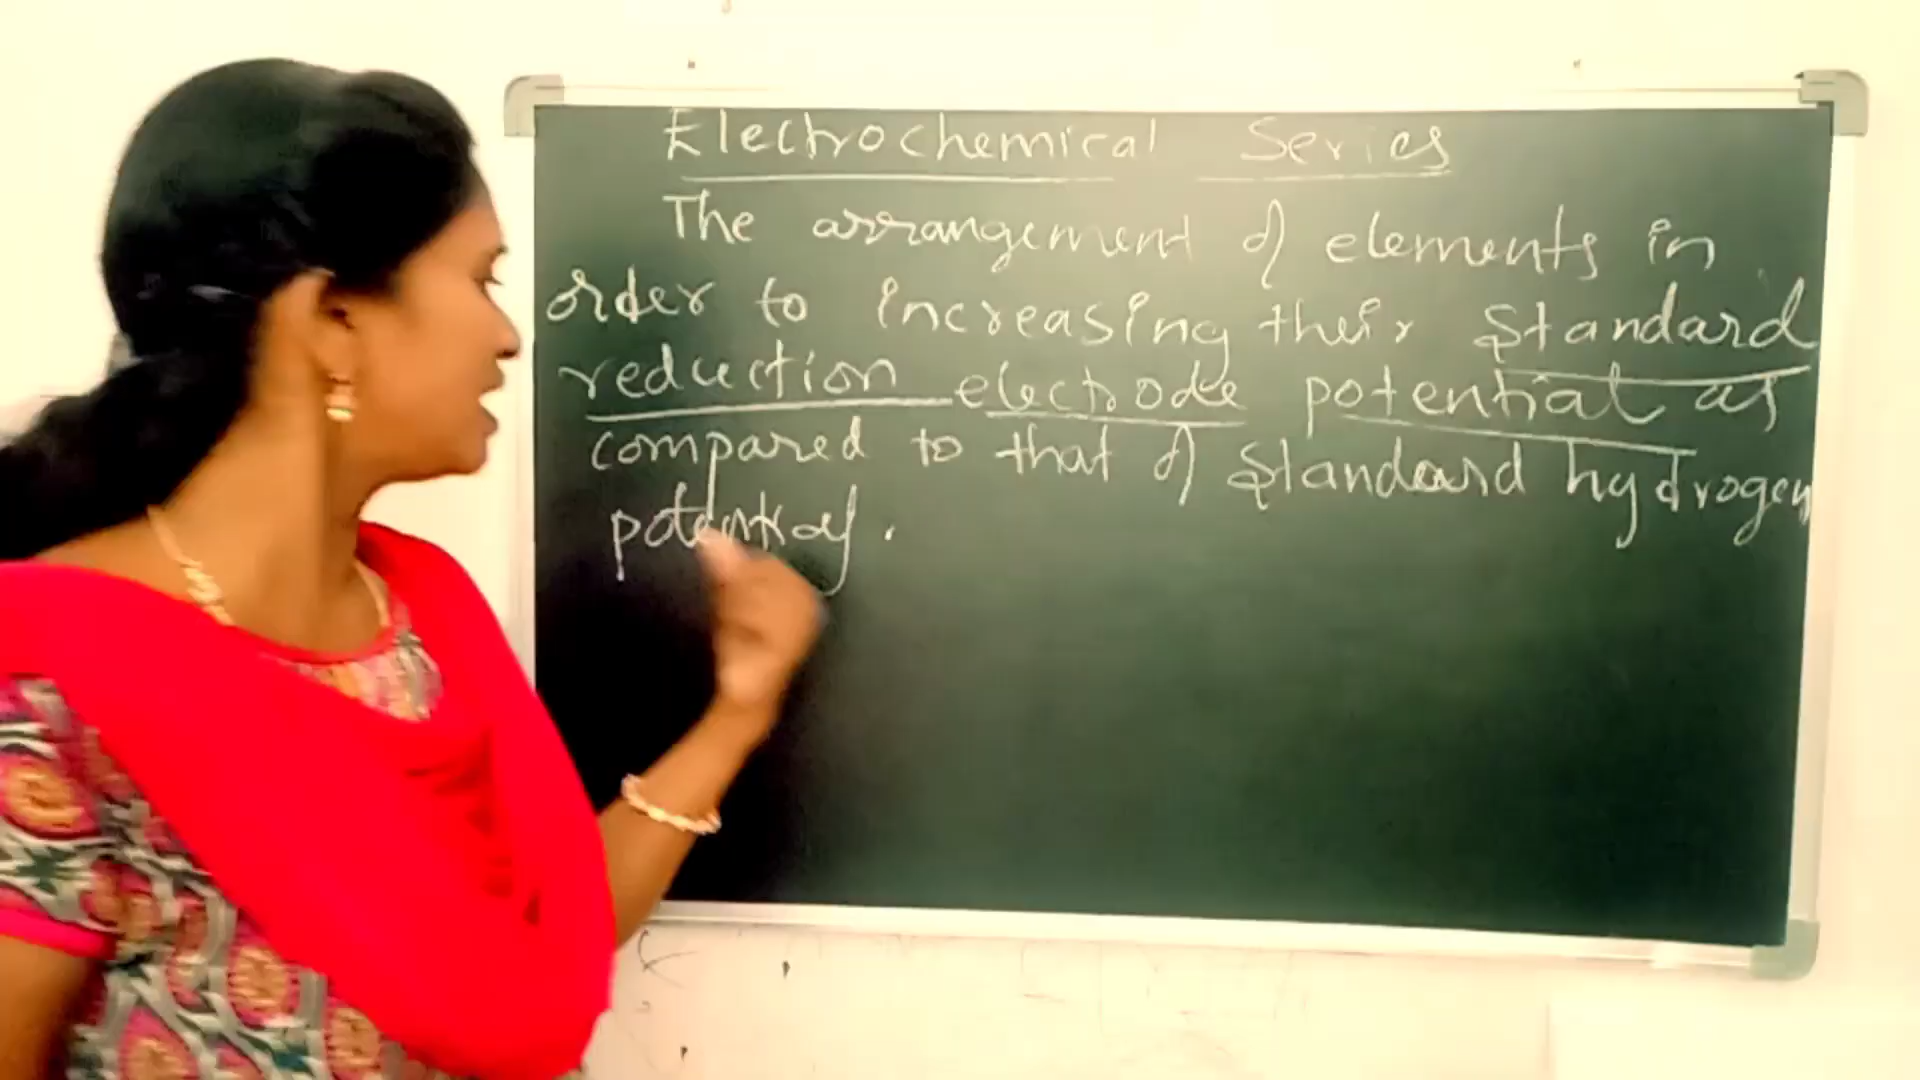 Electrochemical Series
The arrangement of elements in
order to increasing their standard
reduction electrode potential as
compared to that of standard hydrogen
potential.